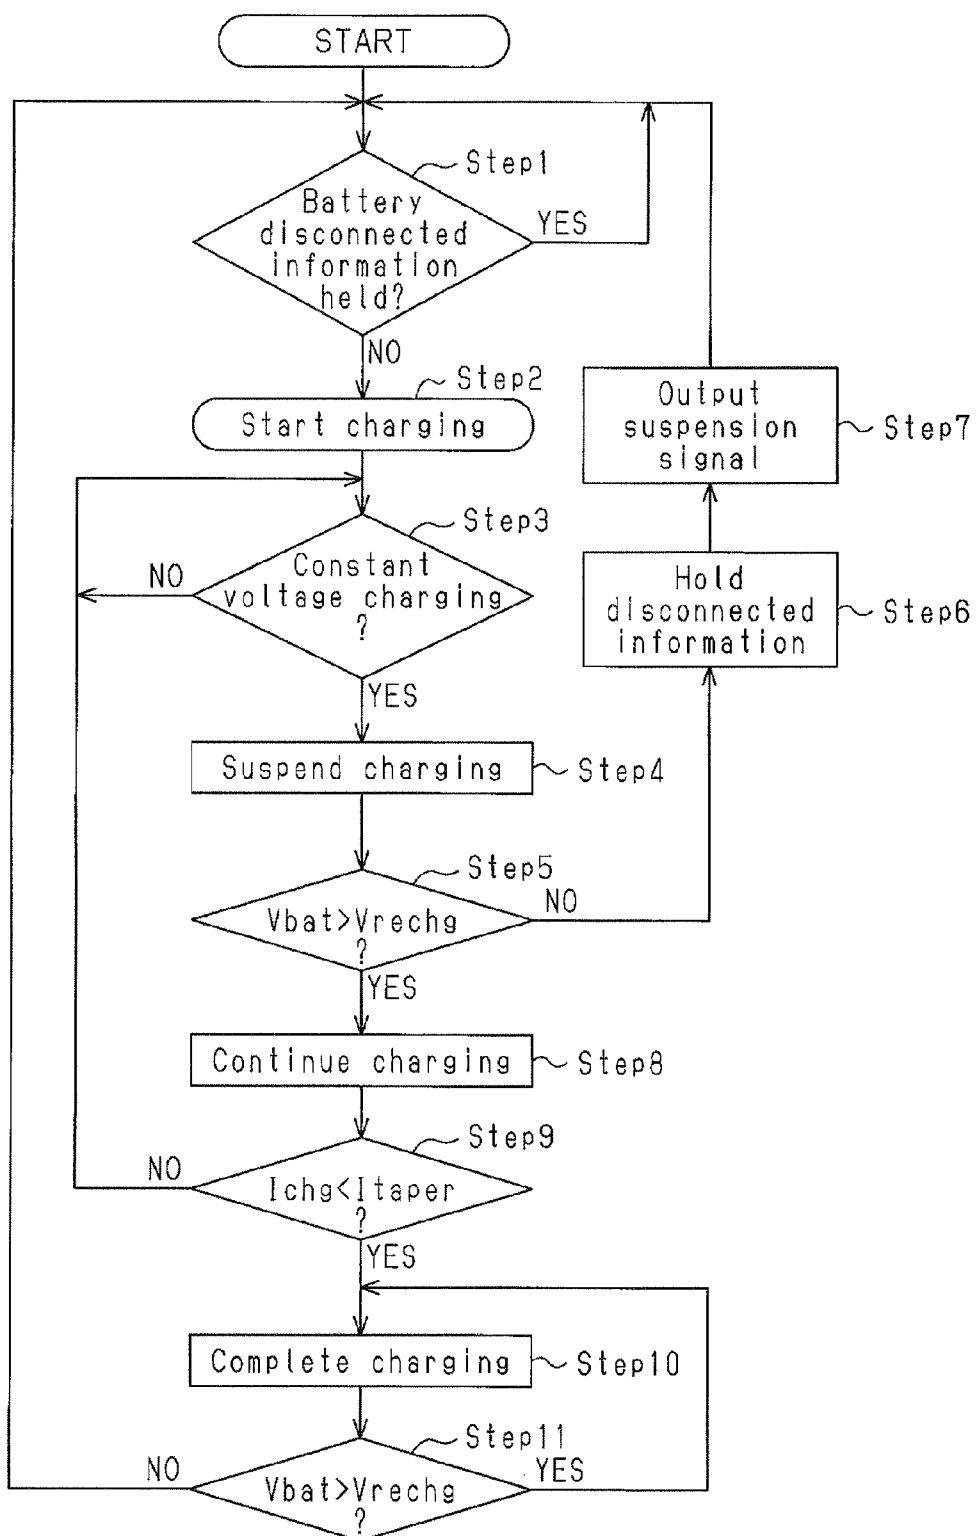 START
Step1
Battery
disconnected
information
held?
YES
NO
Step2
Start charging
Output
suspension
signal
Step7
Step3
Constant
voltage charging
?
NO
YES
Hold
disconnected
information
Step6
Suspend charging
Step4
Step5
Vbat>Vrechg
?
NO
YES
Continue charging
Step8
Step9
Ichg<Itaper
?
NO
YES
Complete charging
Step10
Step11
Vbat>Vrechg
?
NO
YES